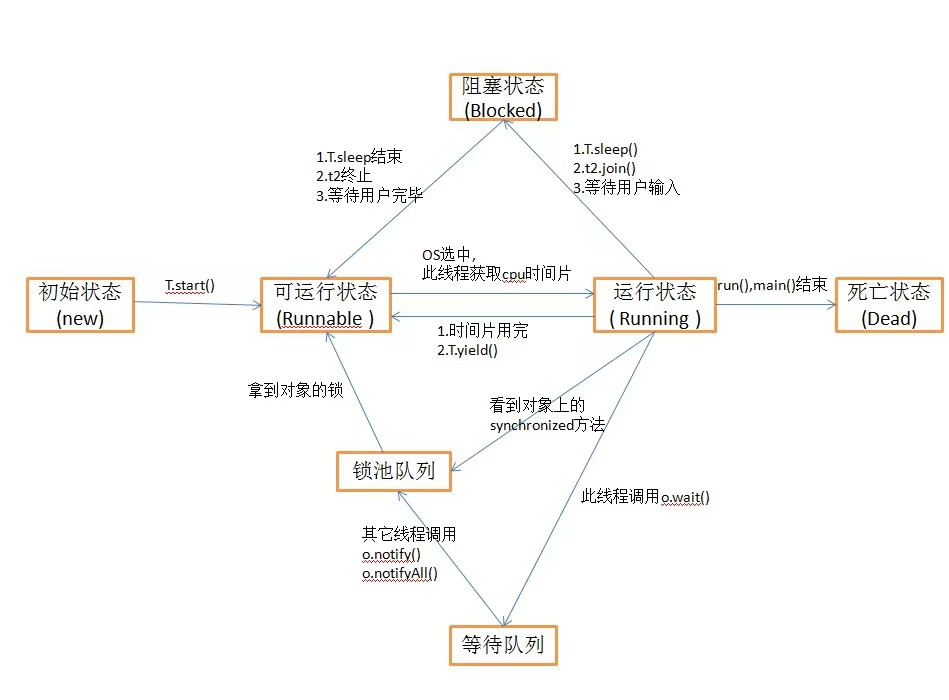 阻塞状态
(Blocked)
1.T.sleep结束
2.t2终止
3.等待用户完毕
1.T.sleep()
2.t2.join()
3.等待用户输入
OS选中,
此线程获取cpu时间片
初始状态
(new)
T.start()
可运行状态
(Runnable )
运行状态
( Running )
run(),main()结束
死亡状态
(Dead)
1.时间片用完
2.T.yield()
拿到对象的锁
看到对象上的
synchronized方法
锁池队列
此线程调用o.wait()
其它线程调用
o.notify()
o.notifyAll()
等待队列